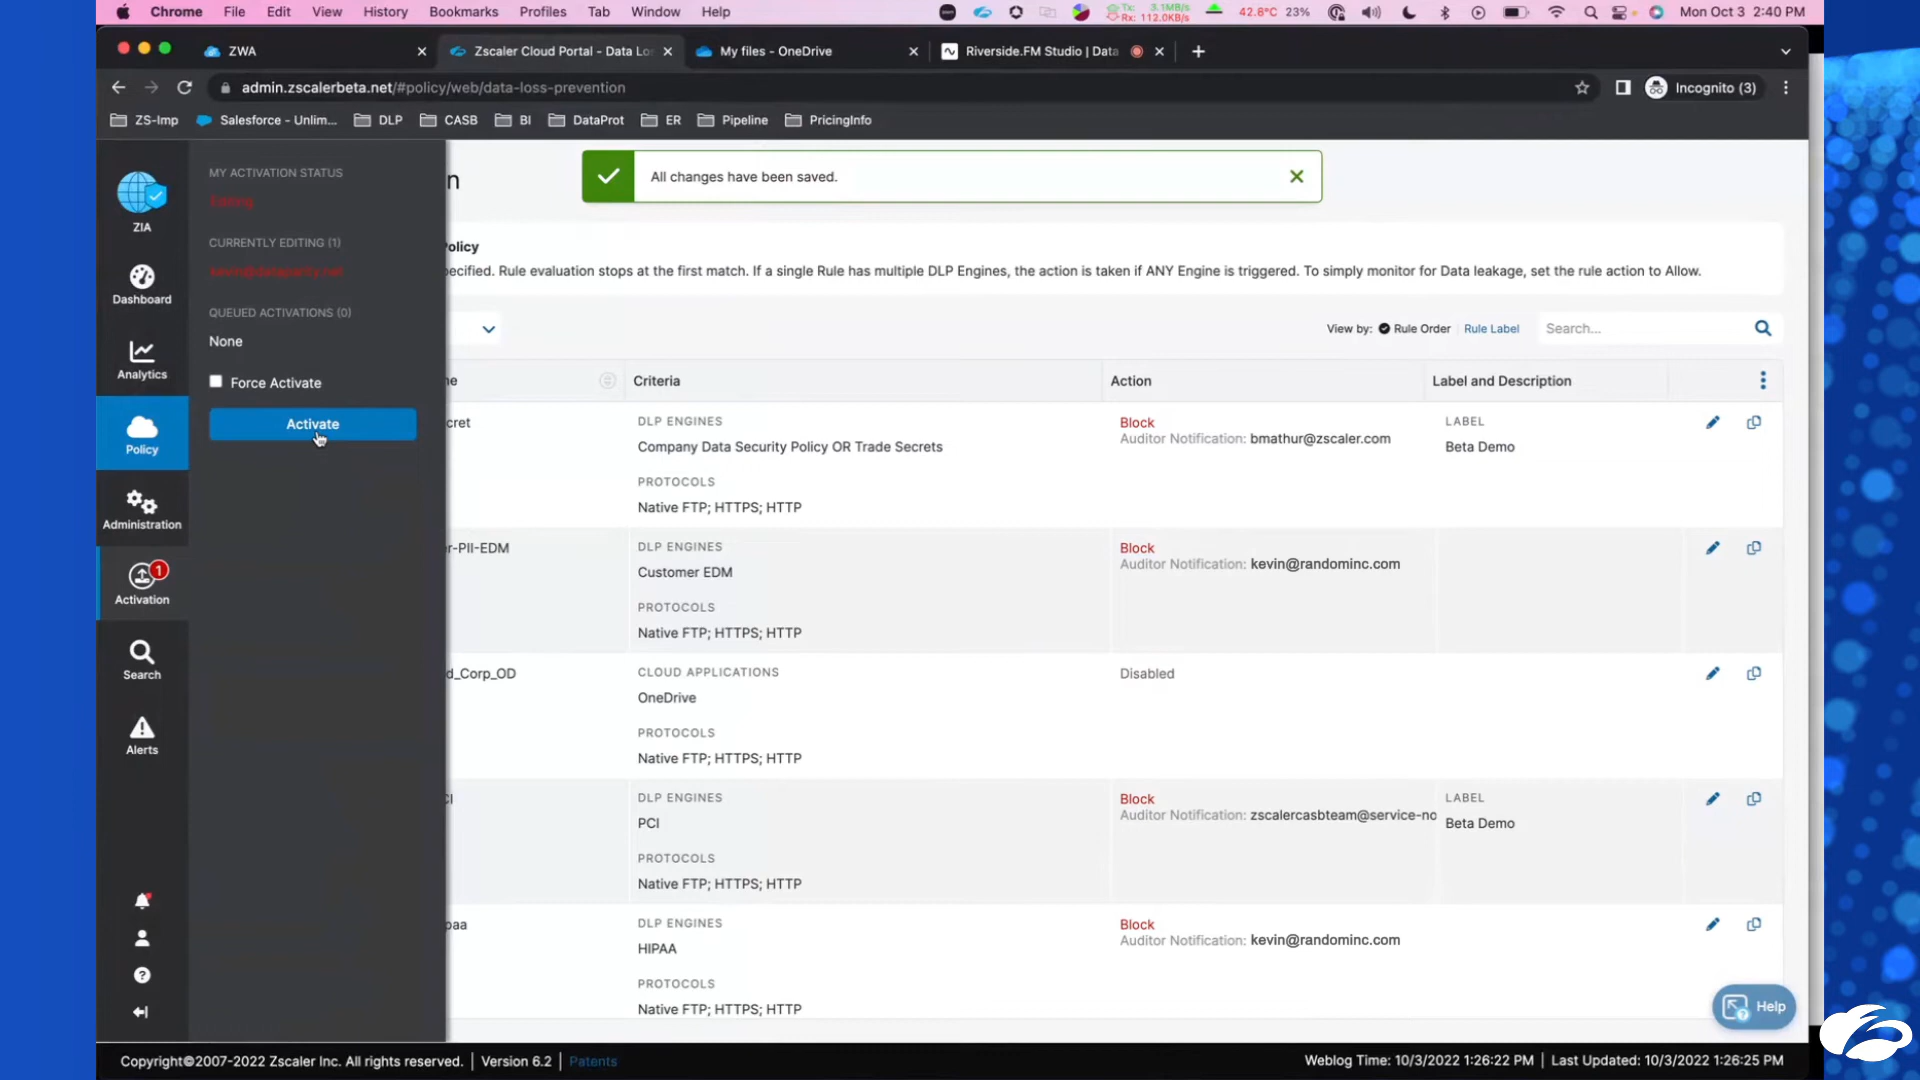 Chrome File Edit View History Bookmarks Profiles Tab Window Help
Tx: 3.1MB/s
Rx: 112.0KB/s
42.6°C 23% Mon Oct 3 2:40 PM
ZWA
Zscaler Cloud Portal - Data Lo
My files - OneDrive
Riverside.FM Studio | Data
admin.zscalerbeta.net/#policy/web/data-loss-prevention
Incognito (3)
ZS-Imp Salesforce - Unlim... DLP CASB BI DataProt ER Pipeline PricingInfo
ZIA
Dashboard
Analytics
Policy
Administration
1
Activation
Search
Alerts
MY ACTIVATION STATUS
Editing
CURRENTLY EDITING (1)
QUEUED ACTIVATIONS (0)
None
Force Activate
Activate
n
All changes have been saved.
Policy
ecified. Rule evaluation stops at the first match. If a single Rule has multiple DLP Engines, the action is taken if ANY Engine is triggered. To simply monitor for Data leakage, set the rule action to Allow.
View by: Rule Order Rule Label Search...
ne Criteria Action Label and Description
cret
DLP ENGINES
Company Data Security Policy OR Trade Secrets
PROTOCOLS
Native FTP; HTTPS; HTTP
Block
Auditor Notification: bmathur@zscaler.com
LABEL
Beta Demo
r-PII-EDM
DLP ENGINES
Customer EDM
PROTOCOLS
Native FTP; HTTPS; HTTP
Block
Auditor Notification: kevin@randominc.com
d_Corp_OD
CLOUD APPLICATIONS
OneDrive
PROTOCOLS
Native FTP; HTTPS; HTTP
Disabled
CI
DLP ENGINES
PCI
PROTOCOLS
Native FTP; HTTPS; HTTP
Block
Auditor Notification: zscalercasbteam@service-no
LABEL
Beta Demo
paa
DLP ENGINES
HIPAA
PROTOCOLS
Native FTP; HTTPS; HTTP
Block
Auditor Notification: kevin@randominc.com
Help
Copyright©2007-2022 Zscaler Inc. All rights reserved. | Version 6.2 | Patents
Weblog Time: 10/3/2022 1:26:22 PM | Last Updated: 10/3/2022 1:26:25 PM